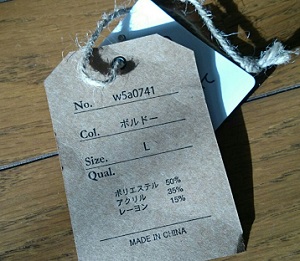 No. w5a0741
Col. ボルドー
Size. L
Qual.
ポリエステル 50%
アクリル 35%
レーヨン 15%
MADE IN CHINA